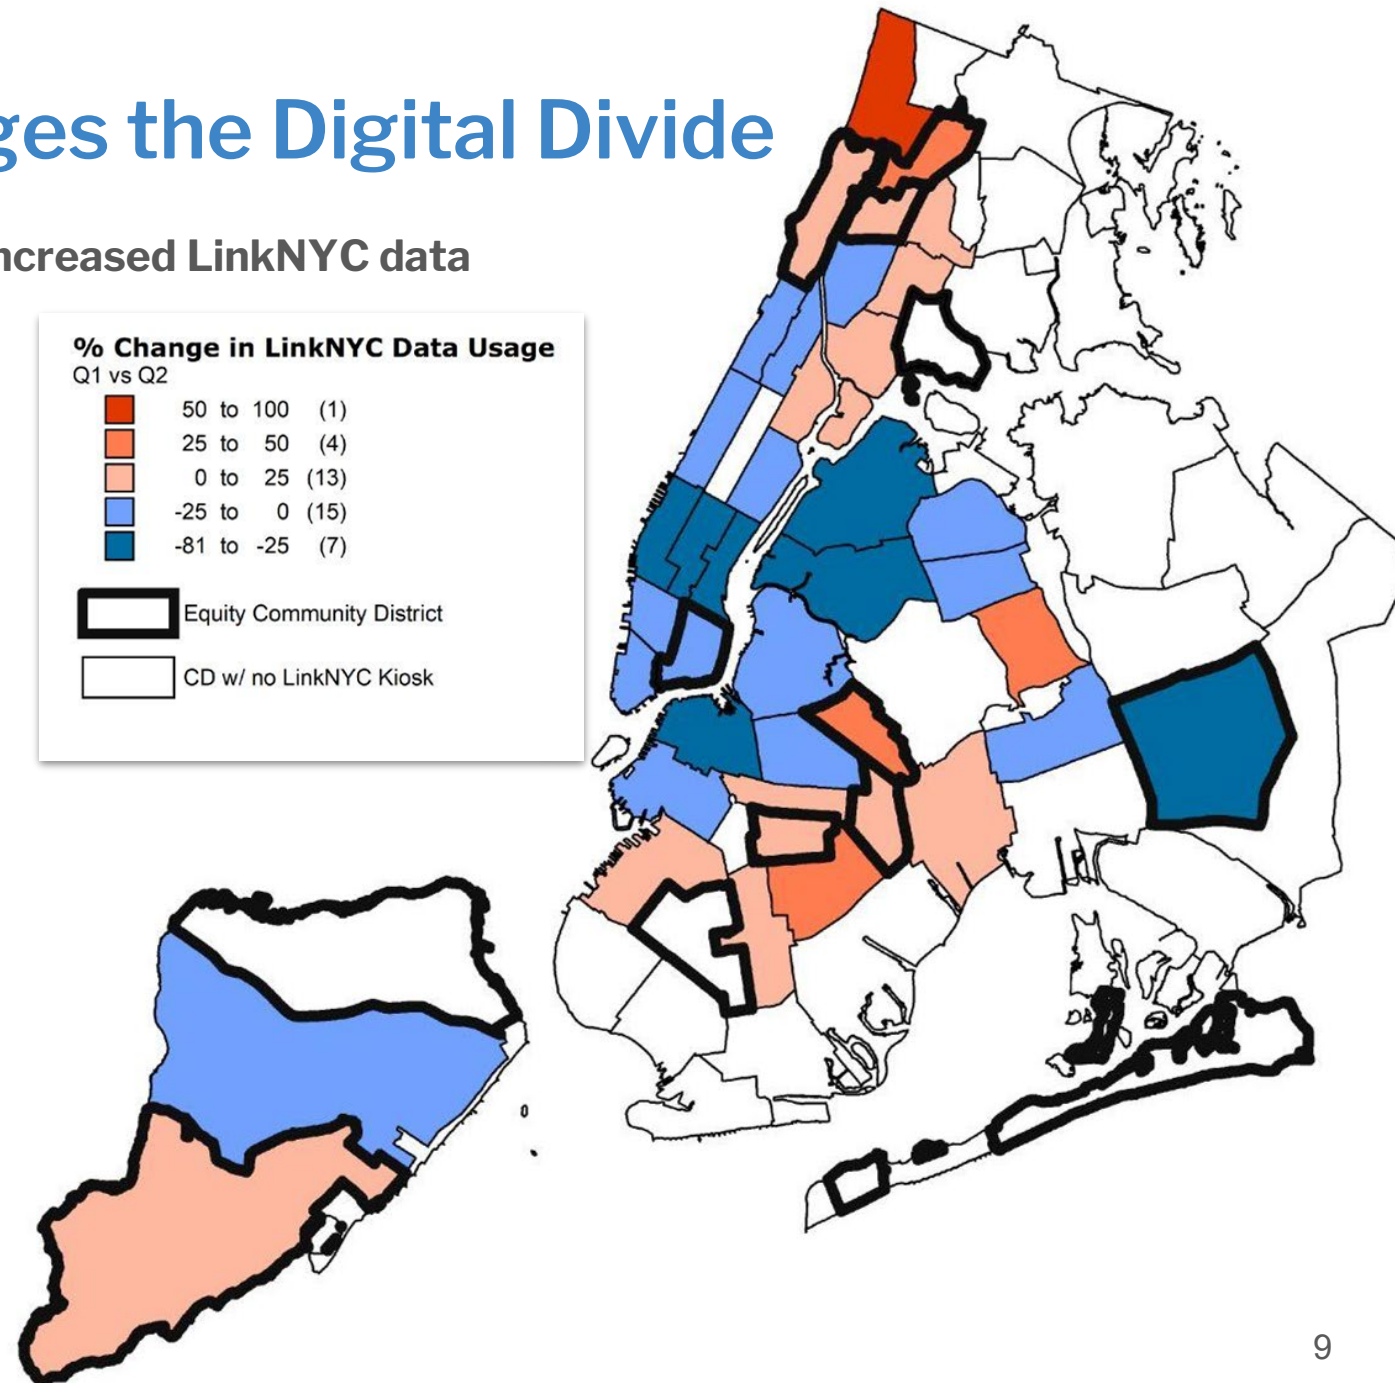 ges the Digital Divide
ncreased LinkNYC data
% Change in LinkNYC Data Usage
Q1 vs Q2
50 to 100 (1)
25 to 50 (4)
0 to 25 (13)
-25 to 0 (15)
-81 to -25 (7)
Equity Community District
CD w/ no LinkNYC Kiosk
9